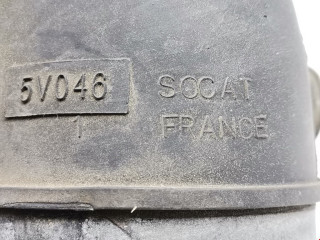 5V046 SOCAT
1 FRANCE